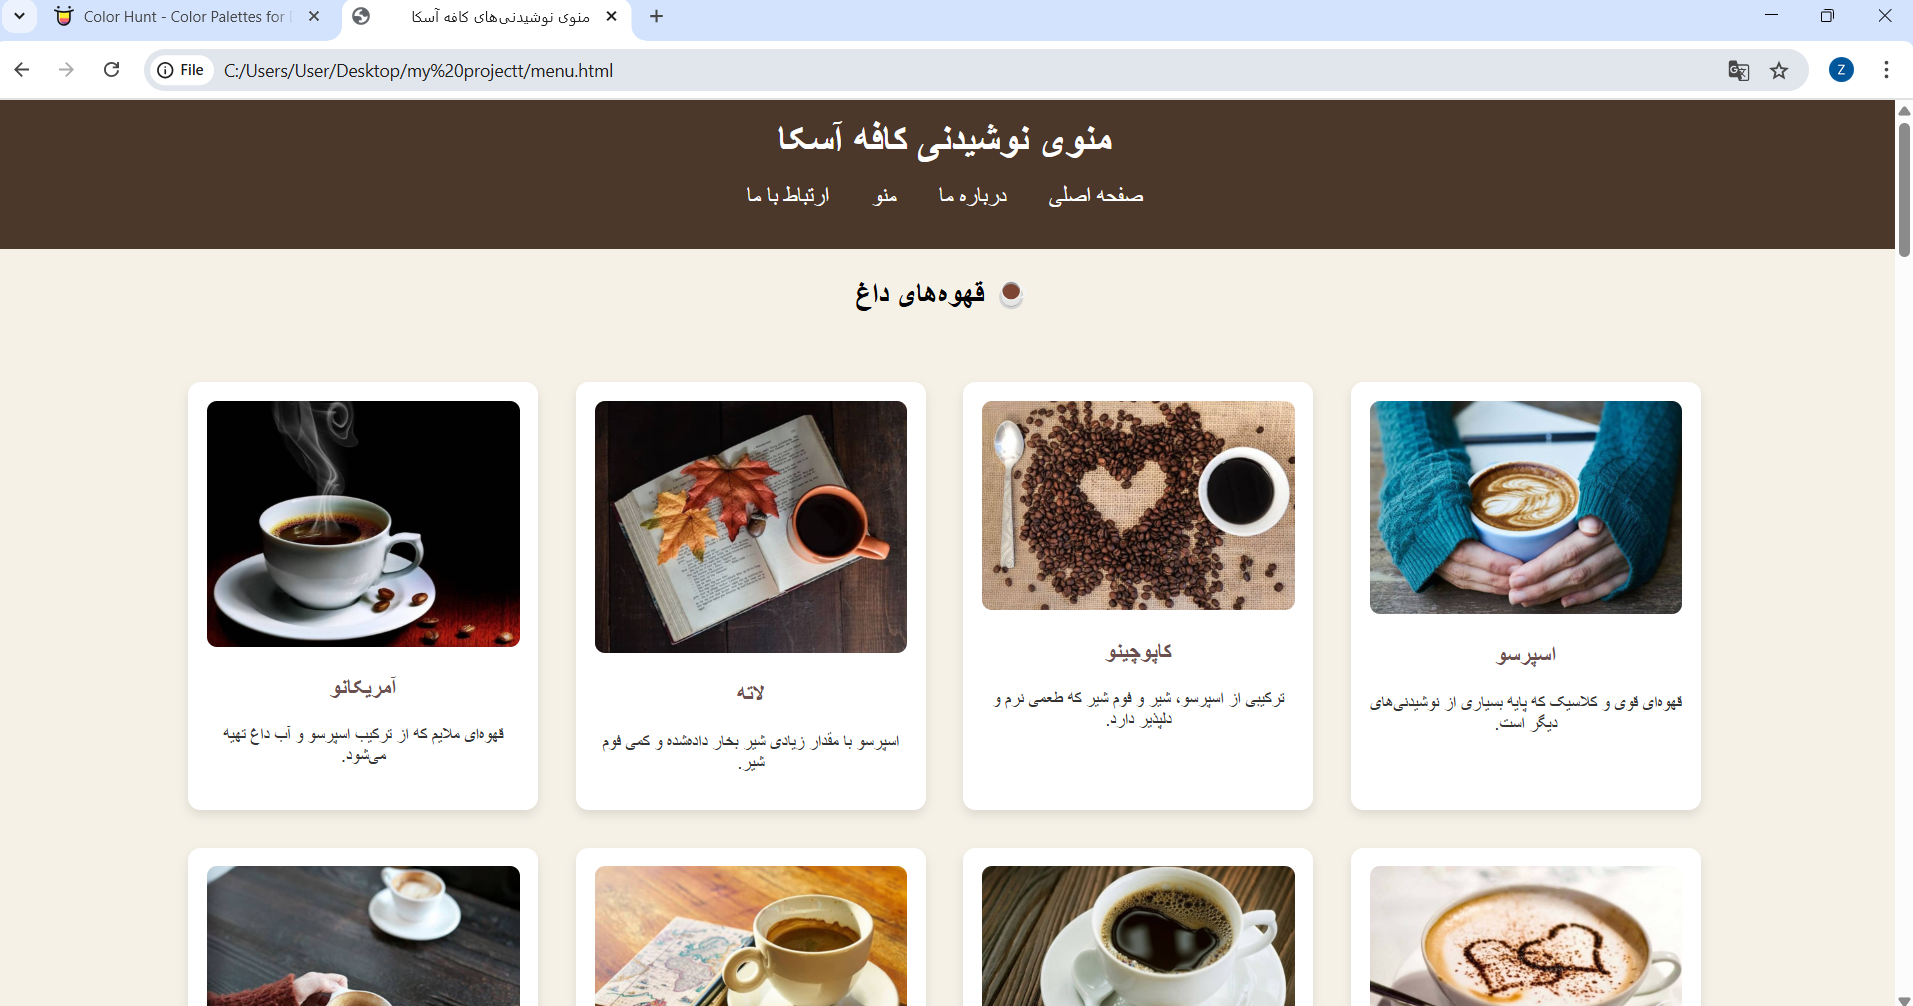 Color Hunt - Color Palettes for
منوی نوشیدنی‌های کافه آسکا
File
C:/Users/User/Desktop/my%20projectt/menu.html
Z
منوی نوشیدنی کافه آسکا
صفحه اصلی
درباره ما
منو
ارتباط با ما
☕ قهوه‌های داغ
اسپرسو
قهوه‌ای قوی و کلاسیک که پایه بسیاری از نوشیدنی‌های
دیگر است.
کاپوچینو
ترکیبی از اسپرسو، شیر و فوم شیر که طعمی نرم و
دلپذیر دارد.
لاته
اسپرسو با مقدار زیادی شیر بخار داده‌شده و کمی فوم
شیر.
آمریکانو
قهوه‌ای ملایم که از ترکیب اسپرسو و آب داغ تهیه
می‌شود.